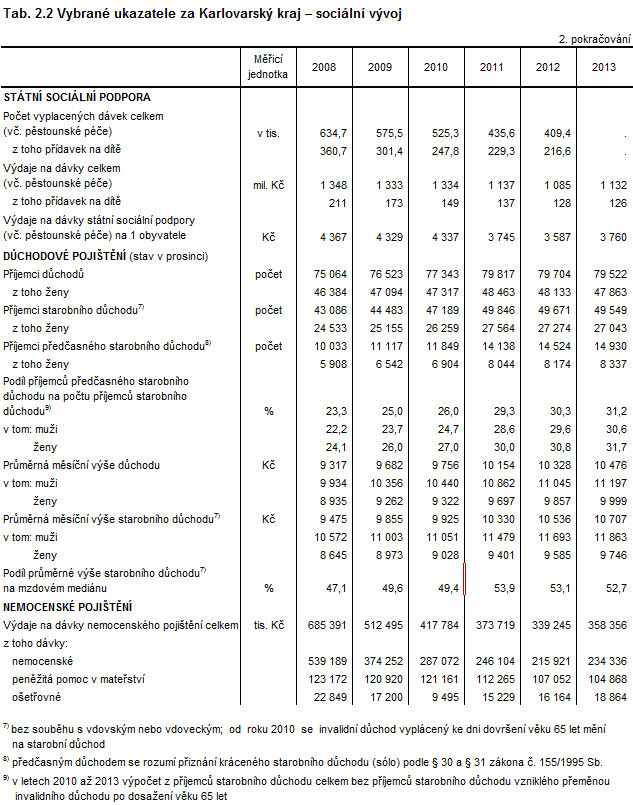 Tab. 2.2 Vybrané ukazatele za Karlovarský kraj – sociální vývoj
2. pokračování
Měřicí jednotka 2008 2009 2010 2011 2012 2013
STÁTNÍ SOCIÁLNÍ PODPORA
Počet vyplacených dávek celkem
(vč. pěstounské péče) v tis. 634,7 575,5 525,3 435,6 409,4 .
z toho přídavek na dítě 360,7 301,4 247,8 229,3 216,6 .
Výdaje na dávky celkem
(vč. pěstounské péče) mil. Kč 1 348 1 333 1 334 1 137 1 085 1 132
z toho přídavek na dítě 211 173 149 137 128 126
Výdaje na dávky státní sociální podpory
(vč. pěstounské péče) na 1 obyvatele Kč 4 367 4 329 4 337 3 745 3 587 3 760
DŮCHODOVÉ POJIŠTĚNÍ (stav v prosinci)
Příjemci důchodů počet 75 064 76 523 77 343 79 817 79 704 79 522
z toho ženy 46 384 47 094 47 317 48 463 48 133 47 863
Příjemci starobního důchodu7) počet 43 086 44 483 47 189 49 846 49 671 49 549
z toho ženy 24 533 25 155 26 259 27 564 27 274 27 043
Příjemci předčasného starobního důchodu8) počet 10 033 11 117 11 849 14 138 14 524 14 930
z toho ženy 5 908 6 542 6 904 8 044 8 174 8 337
Podíl příjemců předčasného starobního
důchodu na počtu příjemců starobního
důchodu9) % 23,3 25,0 26,0 29,3 30,3 31,2
v tom: muži 22,2 23,7 24,7 28,6 29,6 30,6
ženy 24,1 26,0 27,0 30,0 30,8 31,7
Průměrná měsíční výše důchodu Kč 9 317 9 682 9 756 10 154 10 328 10 476
v tom: muži 9 934 10 356 10 440 10 862 11 045 11 197
ženy 8 935 9 262 9 322 9 697 9 857 9 999
Průměrná měsíční výše starobního důchodu7) Kč 9 475 9 855 9 925 10 330 10 536 10 707
v tom: muži 10 572 11 003 11 051 11 479 11 693 11 863
ženy 8 645 8 973 9 028 9 401 9 585 9 746
Podíl průměrné výše starobního důchodu7)
na mzdovém mediánu % 47,1 49,6 49,4 53,9 53,1 52,7
NEMOCENSKÉ POJIŠTĚNÍ
Výdaje na dávky nemocenského pojištění celkem tis. Kč 685 391 512 495 417 784 373 719 339 245 358 356
z toho dávky:
nemocenské 539 189 374 252 287 072 246 104 215 921 234 336
peněžitá pomoc v mateřství 123 172 120 920 121 161 112 265 107 052 104 868
ošetřovné 22 849 17 200 9 495 15 229 16 164 18 864
7) bez souběhu s vdovským nebo vdoveckým; od roku 2010 se invalidní důchod vyplácený ke dni dovršení věku 65 let mění
na starobní důchod
8) předčasným důchodem se rozumí přiznání kráceného starobního důchodu (sólo) podle § 30 a § 31 zákona č. 155/1995 Sb.
9) v letech 2010 až 2013 výpočet z příjemců starobního důchodu celkem bez příjemců starobního důchodu vzniklého přeměnou
invalidního důchodu po dosažení věku 65 let